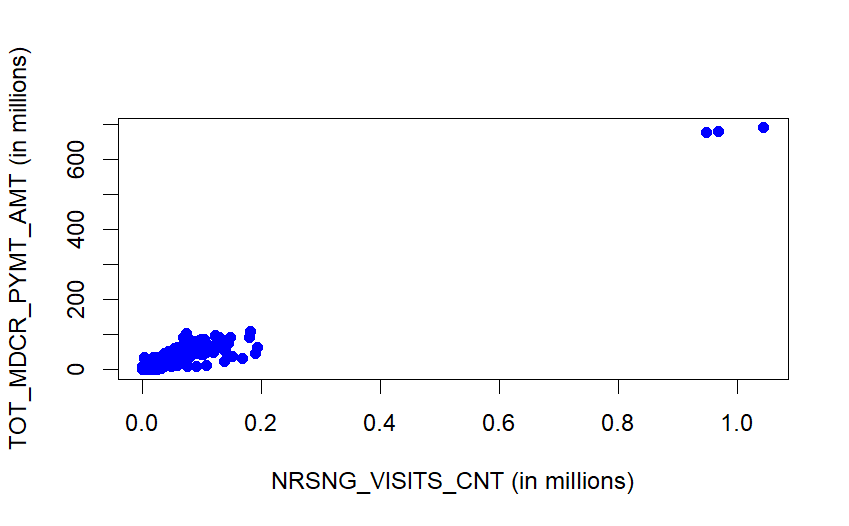 TOT_MDCR_PYMT_AMT (in millions)
600
400
200
0
0.0 0.2 0.4 0.6 0.8 1.0
NRSNG_VISITS_CNT (in millions)